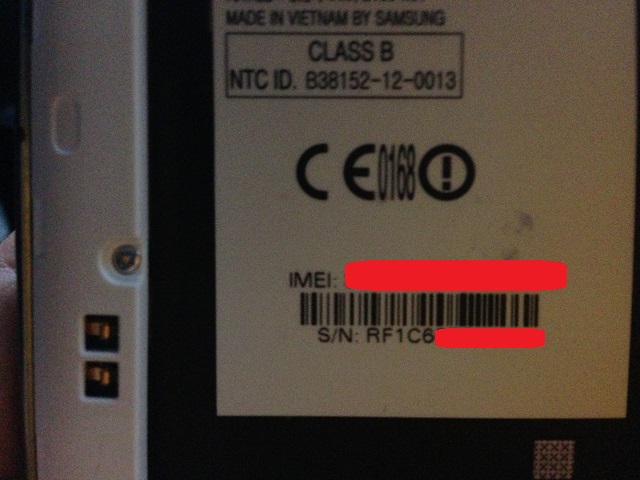 MADE IN VIETNAM BY SAMSUNG
CLASS B
NTC ID. B38152-12-0013
CE0168
IMEI:
S/N: RF1C6